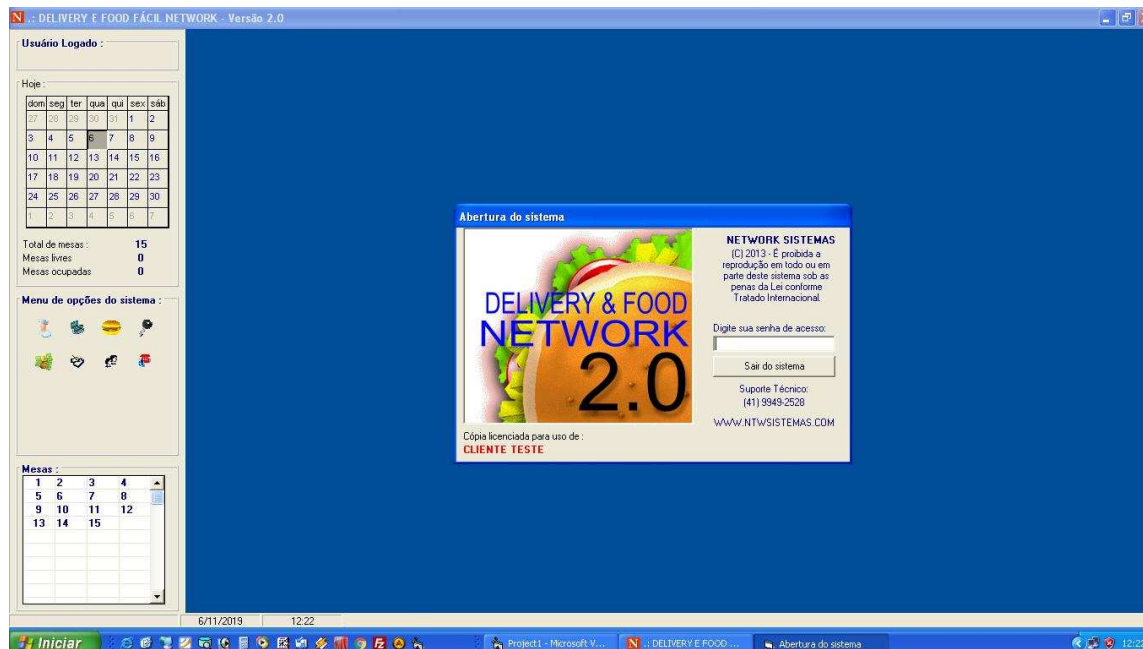 .: DELIVERY E FOOD FÁCIL NETWORK - Versão 2.0
Usuário Logado :
Hoje :
dom seg ter qua qui sex sáb
27 28 29 30 31 1 2
3 4 5 6 7 8 9
10 11 12 13 14 15 16
17 18 19 20 21 22 23
24 25 26 27 28 29 30
1 2 3 4 5 6 7
Total de mesas : 15
Mesas livres 0
Mesas ocupadas 0
Menu de opções do sistema :
Mesas :
1 2 3 4
5 6 7 8
9 10 11 12
13 14 15
Abertura do sistema
DELIVERY & FOOD
NETWORK
2.0
NETWORK SISTEMAS
(C) 2013 - É proibida a
reprodução em todo ou em
parte deste sistema sob as
penas da Lei conforme
Tratado Internacional.
Digite sua senha de acesso:
Sair do sistema
Suporte Técnico:
(41) 9949-2528
WWW.NTWSISTEMAS.COM
Cópia licenciada para uso de :
CLIENTE TESTE
6/11/2019 12:22
Iniciar
Project1 - Microsoft V...
.: DELIVERY E FOOD ...
Abertura do sistema
12:22